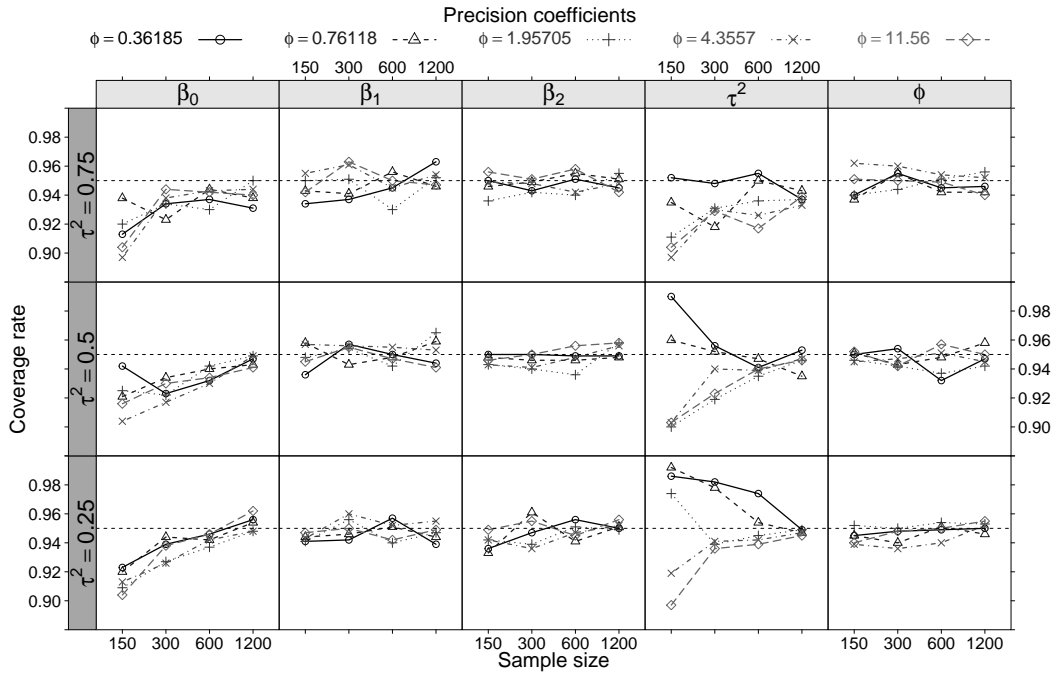 Precision coefficients
ϕ = 0.36185 ϕ = 0.76118 ϕ = 1.95705 ϕ = 4.3557 ϕ = 11.56
150 300 600 1200 150 300 600 1200
β0 β1 β2 τ² ϕ
τ² = 0.75
0.98
0.96
0.94
0.92
0.90
τ² = 0.5
0.98
0.96
0.94
0.92
0.90
τ² = 0.25
0.98
0.96
0.94
0.92
0.90
Coverage rate
150 300 600 1200 150 300 600 1200 150 300 600 1200
Sample size